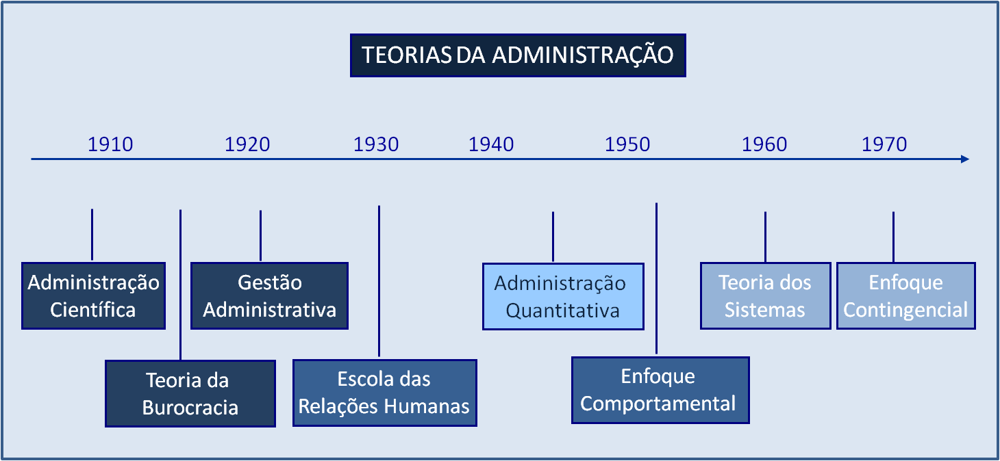 TEORIAS DA ADMINISTRAÇÃO
1910
1920
1930
1940
1950
1960
1970
Administração
Científica
Gestão
Administrativa
Administração
Quantitativa
Teoria dos
Sistemas
Enfoque
Contingencial
Teoria da
Burocracia
Escola das
Relações Humanas
Enfoque
Comportamental